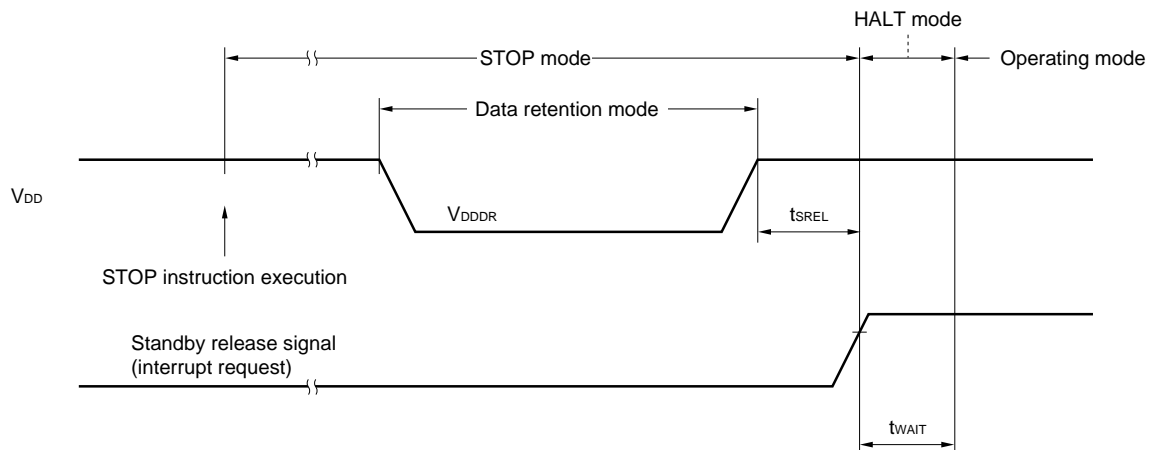 HALT mode
STOP mode
Operating mode
Data retention mode
VDD
VDDDR
tSREL
STOP instruction execution
Standby release signal
(interrupt request)
tWAIT